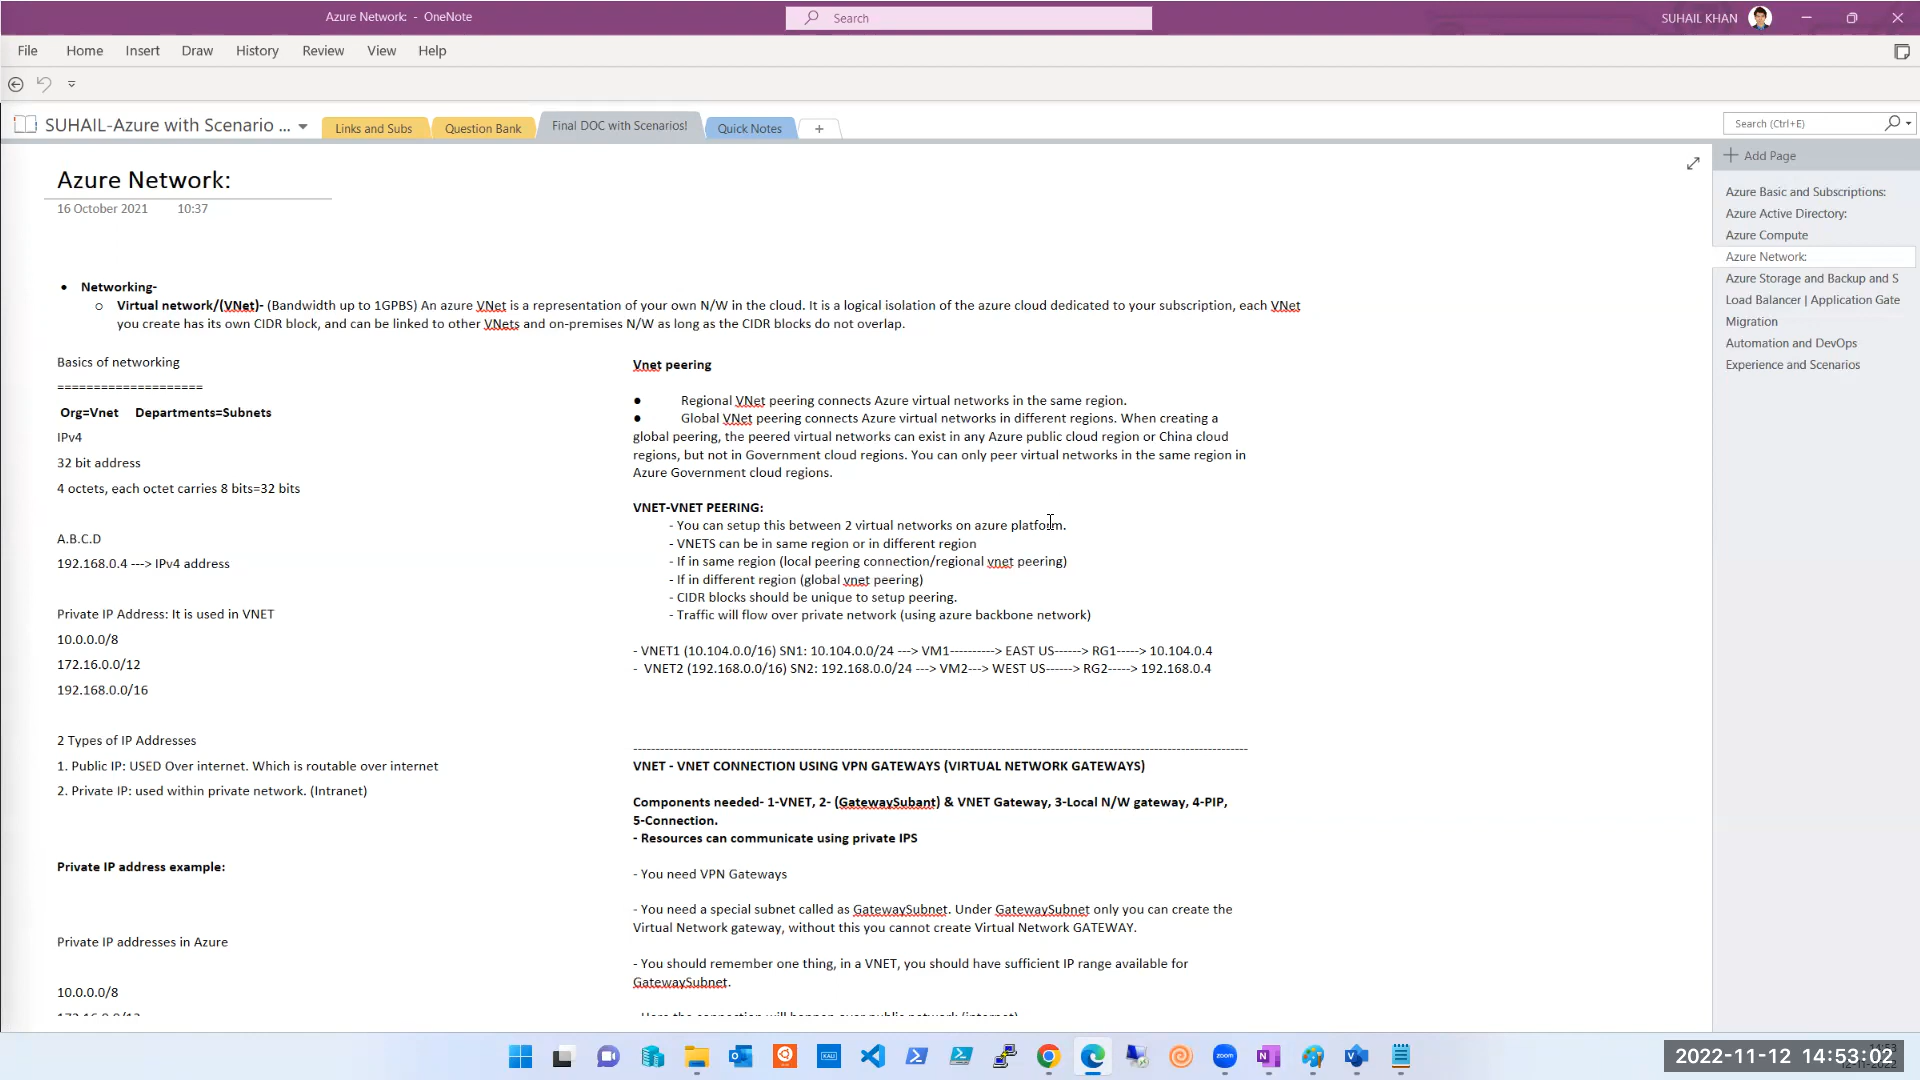 Azure Network: - OneNote
Search
SUHAIL KHAN
File Home Insert Draw History Review View Help
SUHAIL-Azure with Scenario ...
Links and Subs
Question Bank
Final DOC with Scenarios!
Quick Notes
Search (Ctrl+E)
Add Page
Azure Basic and Subscriptions:
Azure Active Directory:
Azure Compute
Azure Network:
Azure Storage and Backup and S
Load Balancer | Application Gate
Migration
Automation and DevOps
Experience and Scenarios
Azure Network:
16 October 2021 10:37
• Networking-
○ Virtual network/(VNet)- (Bandwidth up to 1GPBS) An azure VNet is a representation of your own N/W in the cloud. It is a logical isolation of the azure cloud dedicated to your subscription, each VNet
you create has its own CIDR block, and can be linked to other VNets and on-premises N/W as long as the CIDR blocks do not overlap.
Basics of networking
=====================
Org=Vnet Departments=Subnets
IPv4
32 bit address
4 octets, each octet carries 8 bits=32 bits
A.B.C.D
192.168.0.4 ---> IPv4 address
Private IP Address: It is used in VNET
10.0.0.0/8
172.16.0.0/12
192.168.0.0/16
2 Types of IP Addresses
1. Public IP: USED Over internet. Which is routable over internet
2. Private IP: used within private network. (Intranet)
Private IP address example:
Private IP addresses in Azure
10.0.0.0/8
172.16.0.0/12
Vnet peering
● Regional VNet peering connects Azure virtual networks in the same region.
● Global VNet peering connects Azure virtual networks in different regions. When creating a
global peering, the peered virtual networks can exist in any Azure public cloud region or China cloud
regions, but not in Government cloud regions. You can only peer virtual networks in the same region in
Azure Government cloud regions.
VNET-VNET PEERING:
- You can setup this between 2 virtual networks on azure platform.
- VNETS can be in same region or in different region
- If in same region (local peering connection/regional vnet peering)
- If in different region (global vnet peering)
- CIDR blocks should be unique to setup peering.
- Traffic will flow over private network (using azure backbone network)
- VNET1 (10.104.0.0/16) SN1: 10.104.0.0/24 ---> VM1----------> EAST US------> RG1-----> 10.104.0.4
- VNET2 (192.168.0.0/16) SN2: 192.168.0.0/24 ---> VM2---> WEST US------> RG2-----> 192.168.0.4
--------------------------------------------------------------------------------------------------------------------------------------
VNET - VNET CONNECTION USING VPN GATEWAYS (VIRTUAL NETWORK GATEWAYS)
Components needed- 1-VNET, 2- (GatewaySubant) & VNET Gateway, 3-Local N/W gateway, 4-PIP,
5-Connection.
- Resources can communicate using private IPS
- You need VPN Gateways
- You need a special subnet called as GatewaySubnet. Under GatewaySubnet only you can create the
Virtual Network gateway, without this you cannot create Virtual Network GATEWAY.
- You should remember one thing, in a VNET, you should have sufficient IP range available for
GatewaySubnet.
- Here the connection will happen over public network (internet)
KALI
zoom
2022-11-12 14:53:02